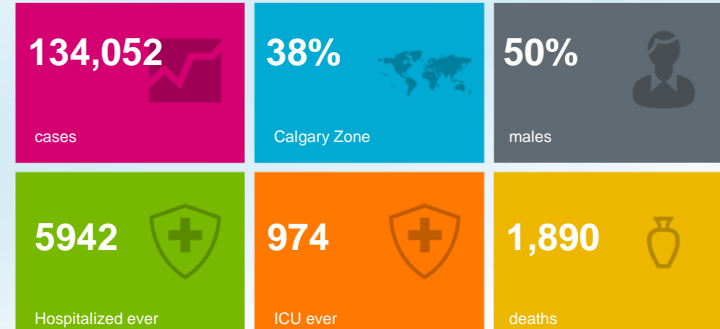 134,052
38%
50%
cases
Calgary Zone
males
5942
974
1,890
Hospitalized ever
ICU ever
deaths